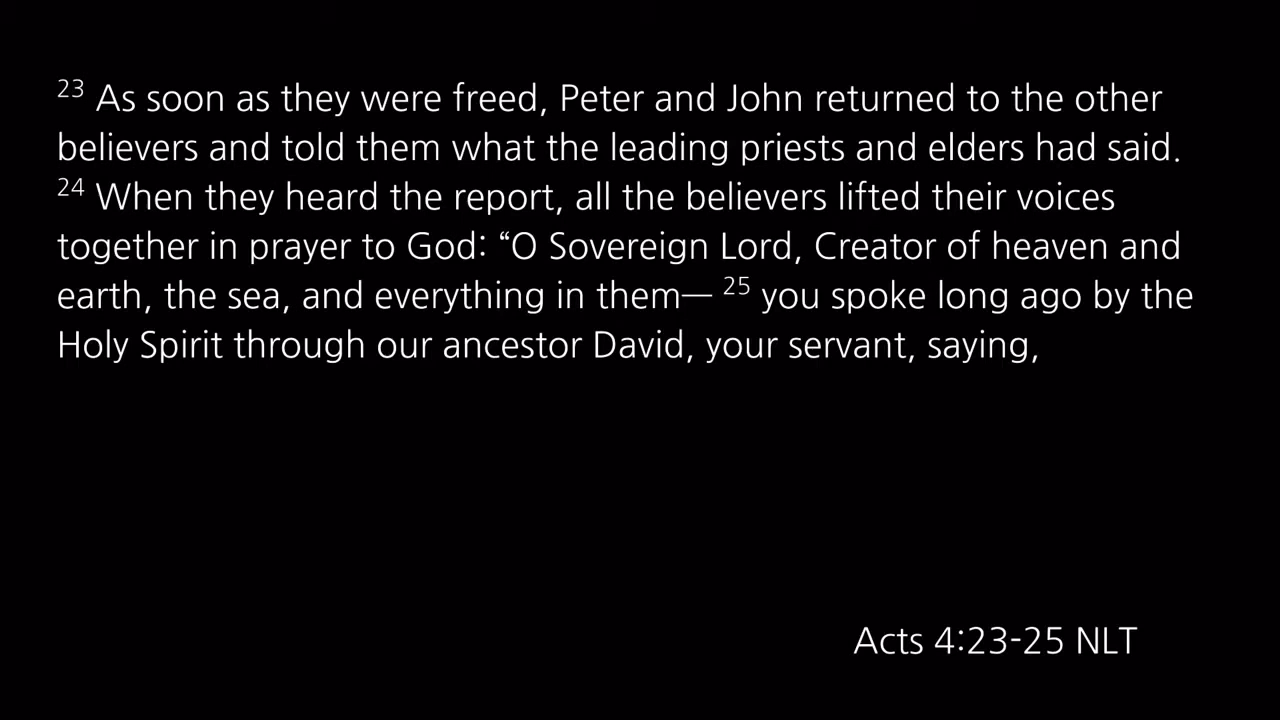 23 As soon as they were freed, Peter and John returned to the other
believers and told them what the leading priests and elders had said.
24 When they heard the report, all the believers lifted their voices
together in prayer to God: “O Sovereign Lord, Creator of heaven and
earth, the sea, and everything in them— 25 you spoke long ago by the
Holy Spirit through our ancestor David, your servant, saying,
Acts 4:23-25 NLT